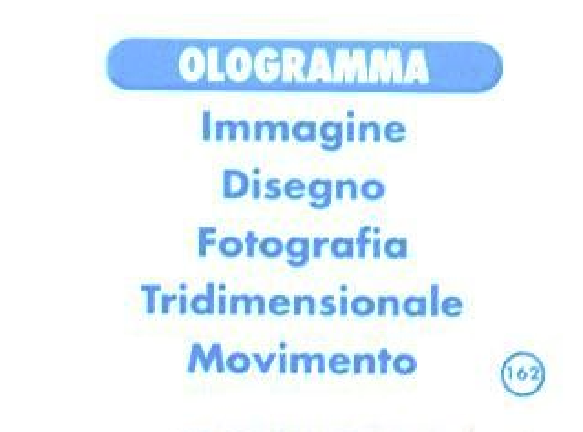 OLOGRAMMA
Immagine
Disegno
Fotografia
Tridimensionale
Movimento
162